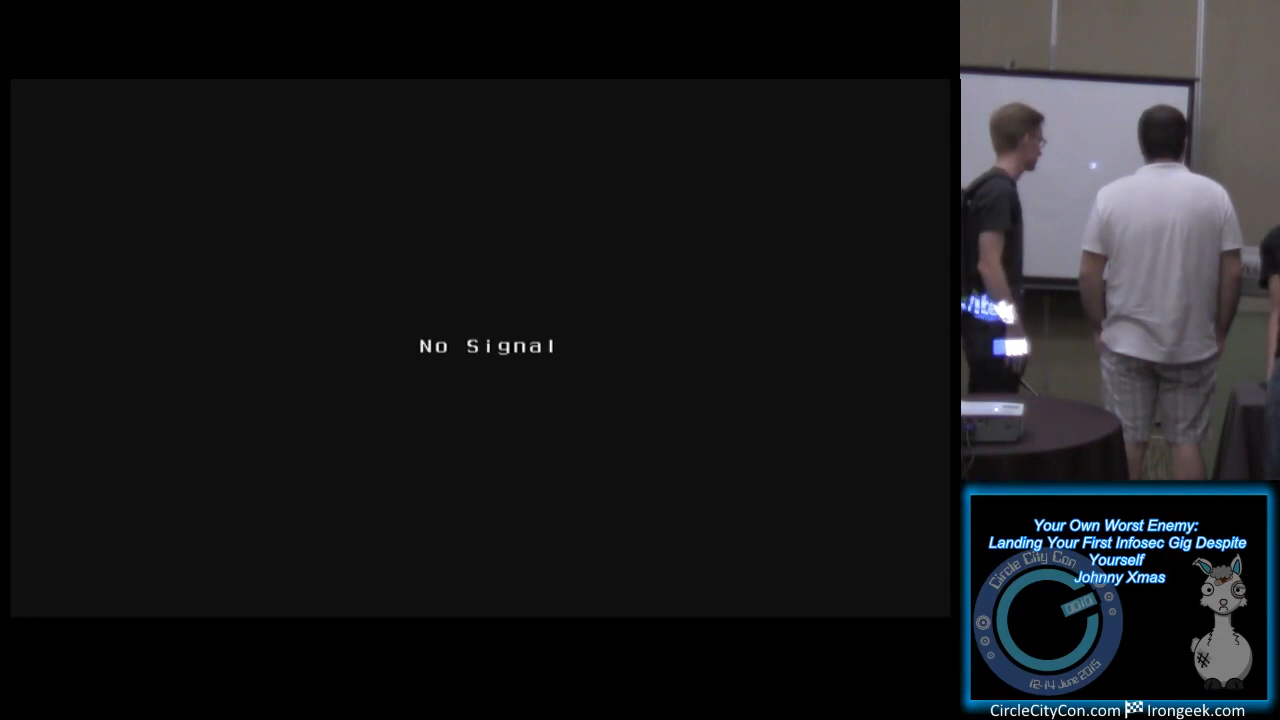 No Signal
Your Own Worst Enemy:
Landing Your First Infosec Gig Despite
Yourself
Johnny Xmas
Circle City Con
12-14 June 2015
CircleCityCon.com Irongeek.com